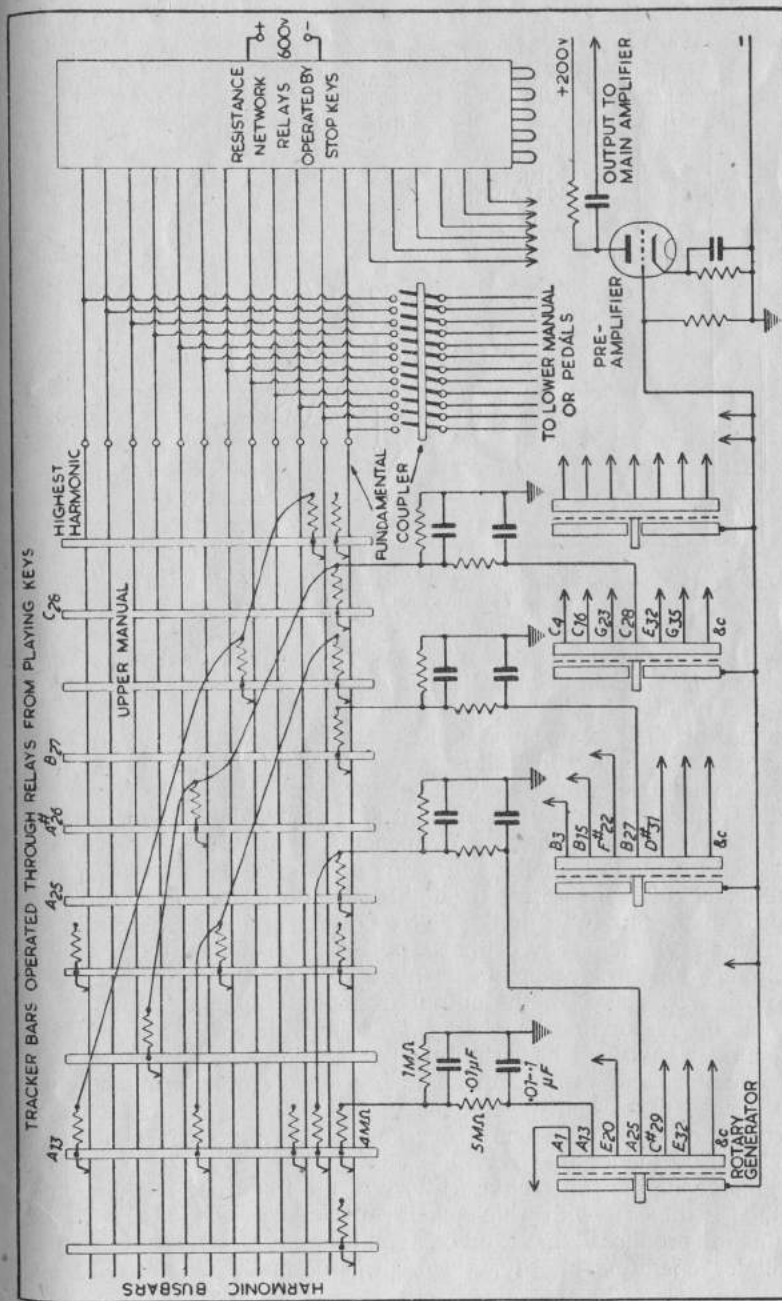 TRACKER BARS OPERATED THROUGH RELAYS FROM PLAYING KEYS
A13
A25
A#26
B27
C26
HIGHEST
HARMONIC
UPPER MANUAL
HARMONIC BUSBARS
FUNDAMENTAL
COUPLER
RESISTANCE
NETWORK
RELAYS
OPERATED BY
STOP KEYS
+
600V
-
TO LOWER MANUAL
OR PEDALS
+200V
OUTPUT TO
MAIN AMPLIFIER
PRE-
AMPLIFIER
-
4MΩ
1MΩ
.01μF
5MΩ
.01-.1
μF
A1
A13
E20
A25
C#29
E32
&c
ROTARY
GENERATOR
B3
B15
F#22
B27
D#31
&c
C4
C16
G23
C28
E32
G35
&c